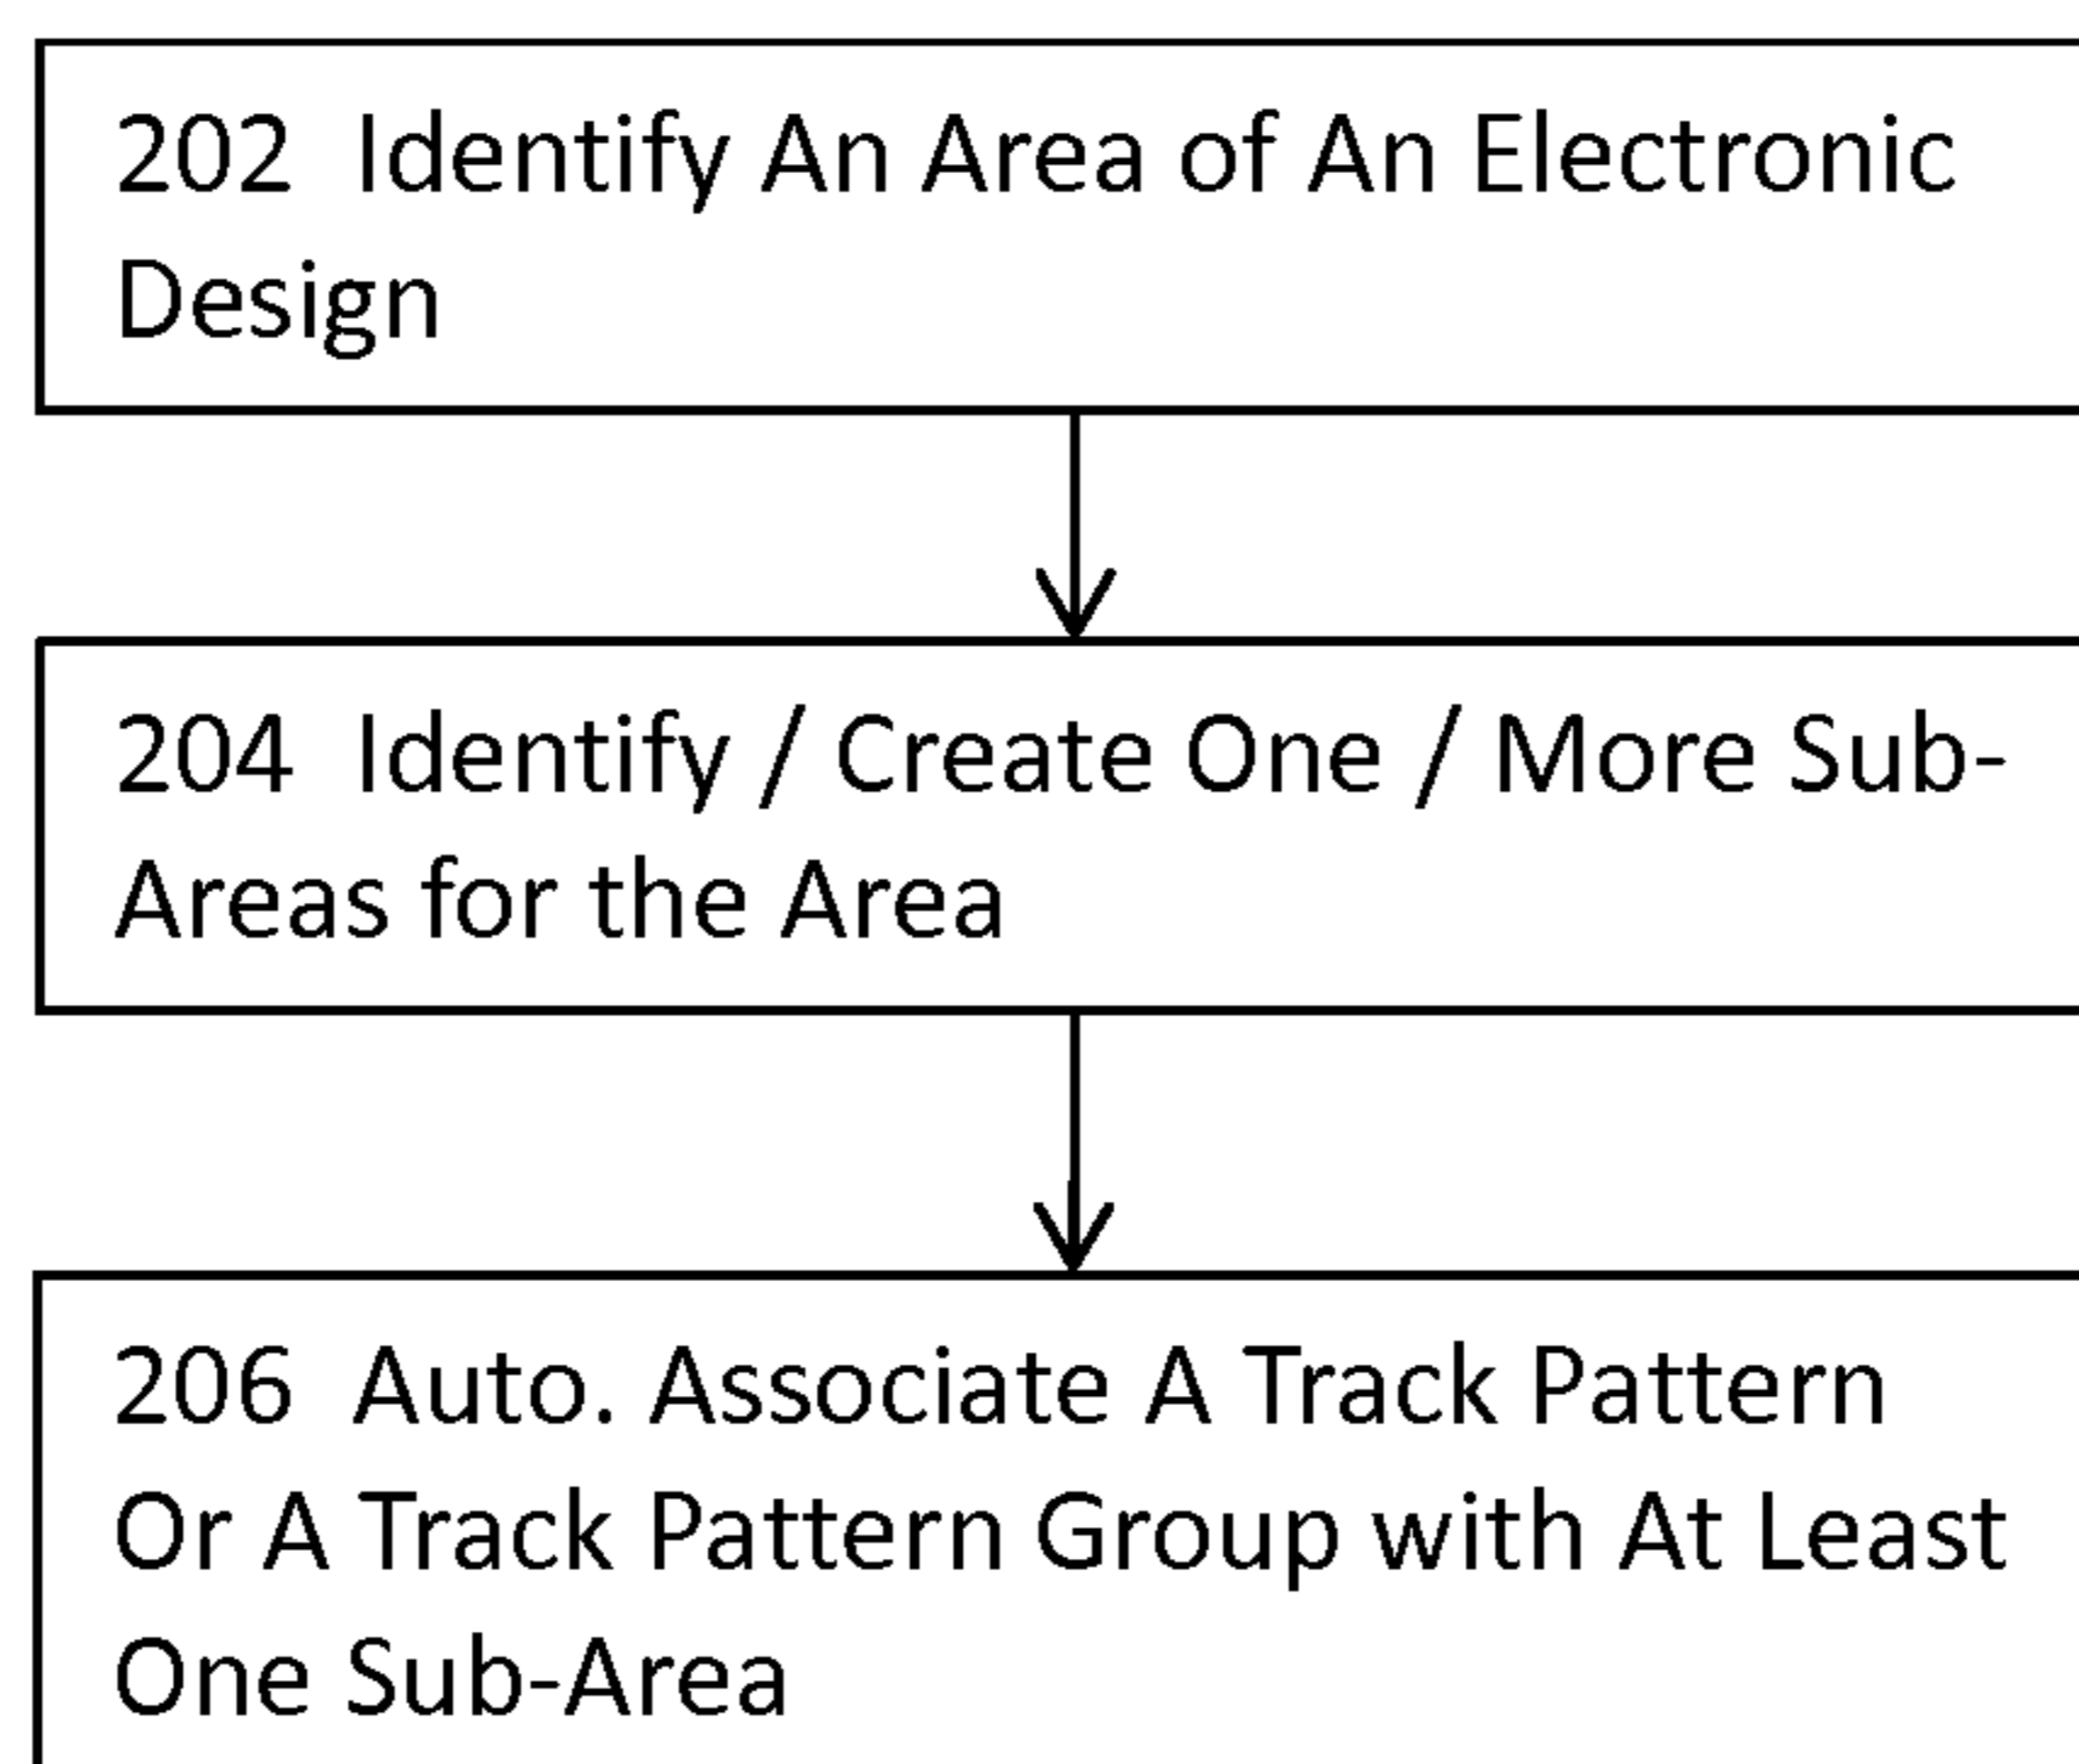 202 Identify An Area of An Electronic
Design
204 Identify / Create One / More Sub-
Areas for the Area
206 Auto. Associate A Track Pattern
Or A Track Pattern Group with At Least
One Sub-Area